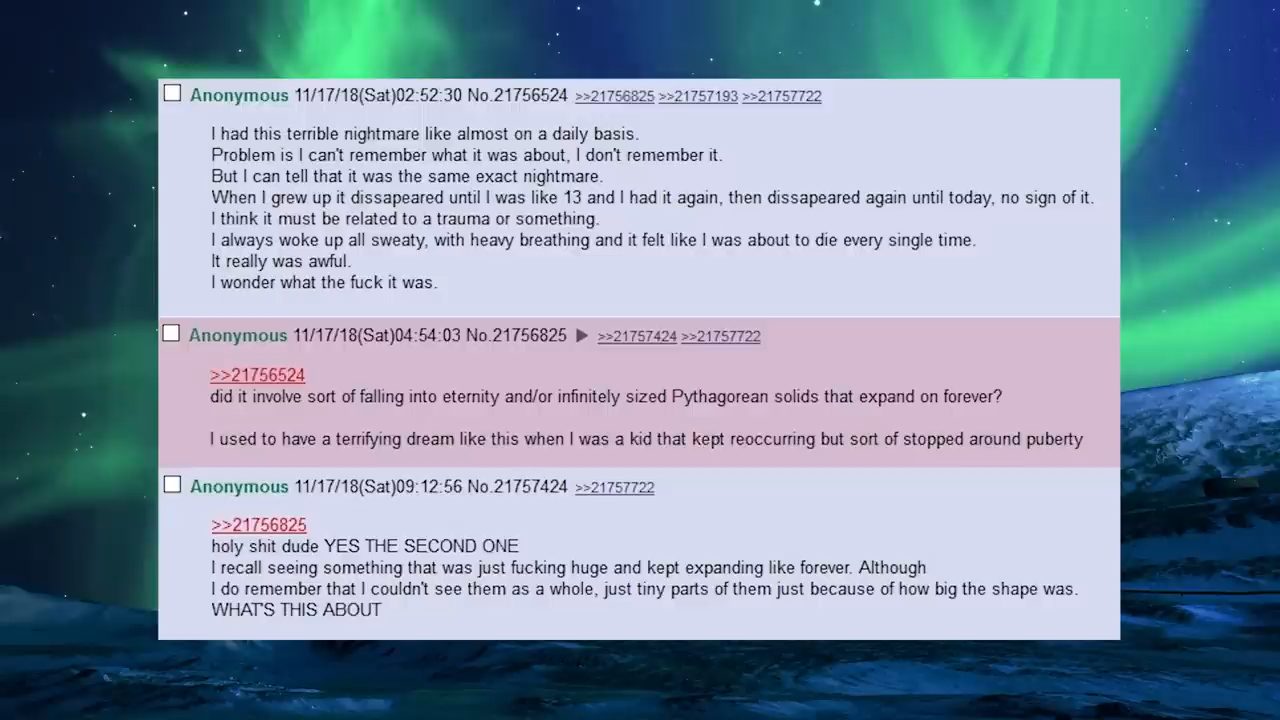 Anonymous 11/17/18(Sat)02:52:30 No.21756524 >>21756825 >>21757193 >>21757722
I had this terrible nightmare like almost on a daily basis.
Problem is I can't remember what it was about, I don't remember it.
But I can tell that it was the same exact nightmare.
When I grew up it dissapeared until I was like 13 and I had it again, then dissapeared again until today, no sign of it.
I think it must be related to a trauma or something.
I always woke up all sweaty, with heavy breathing and it felt like I was about to die every single time.
It really was awful.
I wonder what the fuck it was.
Anonymous 11/17/18(Sat)04:54:03 No.21756825 ▶ >>21757424 >>21757722
>>21756524
did it involve sort of falling into eternity and/or infinitely sized Pythagorean solids that expand on forever?
I used to have a terrifying dream like this when I was a kid that kept reoccurring but sort of stopped around puberty
Anonymous 11/17/18(Sat)09:12:56 No.21757424 >>21757722
>>21756825
holy shit dude YES THE SECOND ONE
I recall seeing something that was just fucking huge and kept expanding like forever. Although
I do remember that I couldn't see them as a whole, just tiny parts of them just because of how big the shape was.
WHAT'S THIS ABOUT